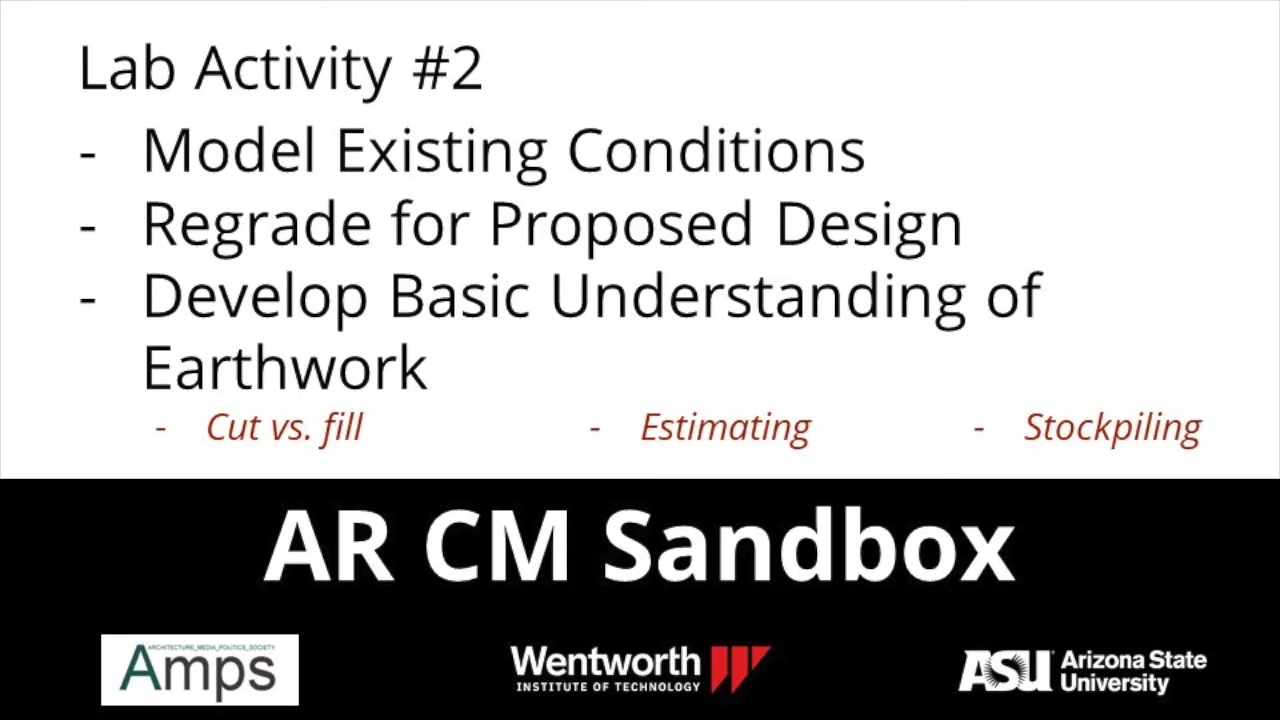 Lab Activity #2
- Model Existing Conditions
- Regrade for Proposed Design
- Develop Basic Understanding of
Earthwork
- Cut vs. fill - Estimating - Stockpiling
AR CM Sandbox
ARCHITECTURE_MEDIA_POLITICS_SOCIETY
Amps
Wentworth
INSTITUTE OF TECHNOLOGY
ASU Arizona State
University